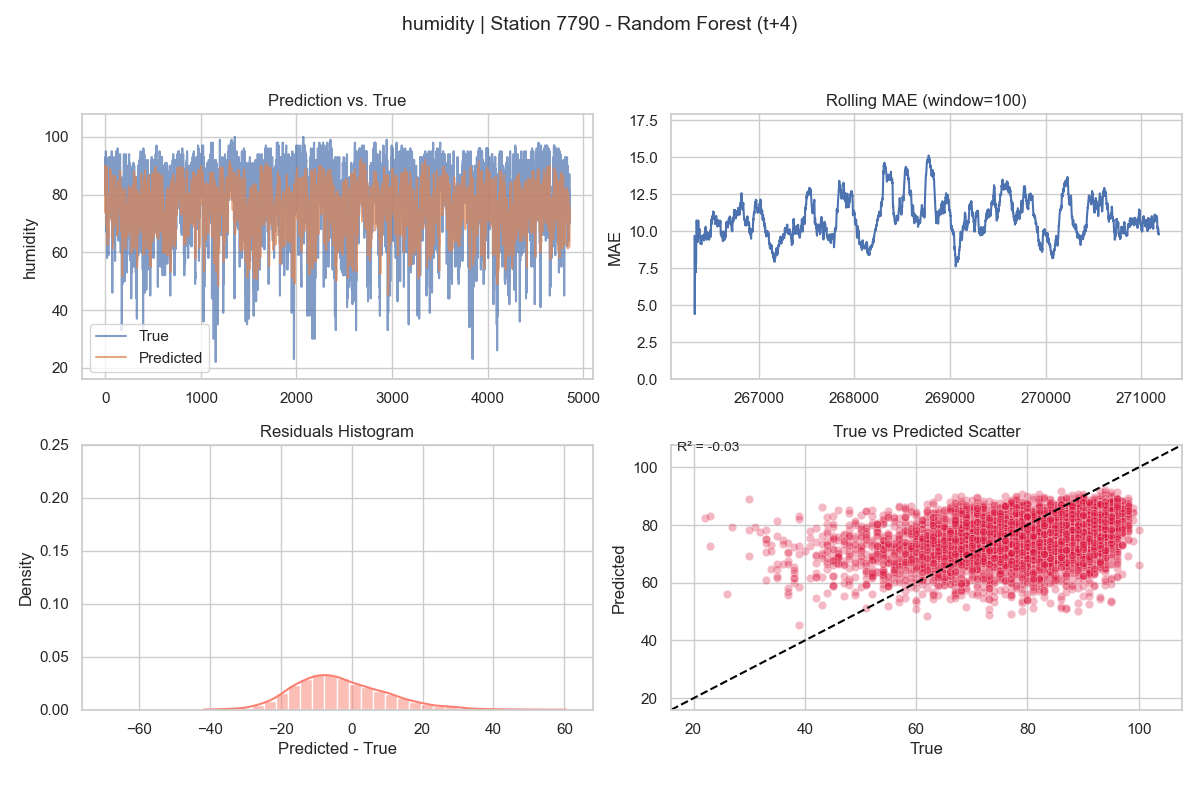 humidity | Station 7790 - Random Forest (t+4)
Prediction vs. True
humidity
100
80
60
40
20
True
Predicted
0 1000 2000 3000 4000 5000
Rolling MAE (window=100)
MAE
17.5
15.0
12.5
10.0
7.5
5.0
2.5
0.0
267000 268000 269000 270000 271000
Residuals Histogram
Density
0.25
0.20
0.15
0.10
0.05
0.00
−60 −40 −20 0 20 40 60
Predicted - True
True vs Predicted Scatter
R² = -0.03
Predicted
100
80
60
40
20
20 40 60 80 100
True